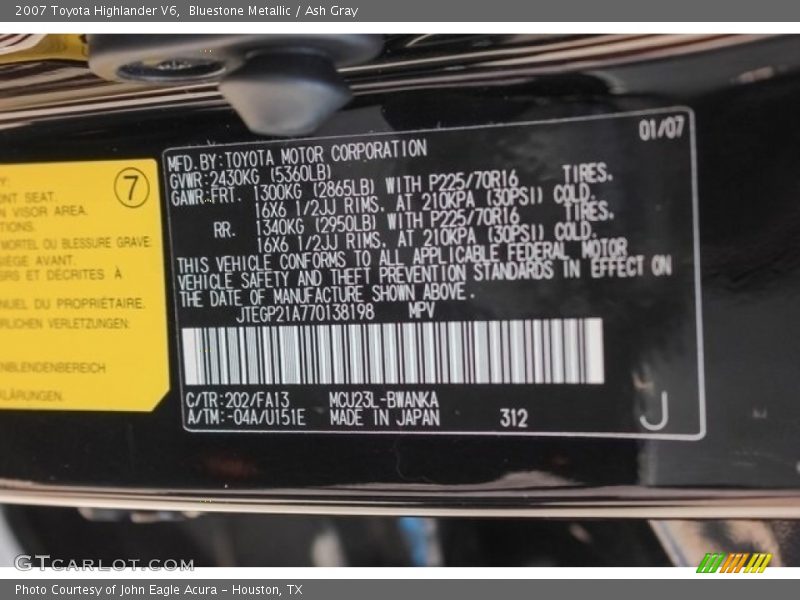 2007 Toyota Highlander V6, Bluestone Metallic / Ash Gray
01/07
MFD. BY: TOYOTA MOTOR CORPORATION
GVWR: 2430KG (5360LB)
GAWR: FRT. 1300KG (2865LB) WITH P225/70R16 TIRES.
16X6 1/2JJ RIMS. AT 210KPA (30PSI) COLD.
RR. 1340KG (2950LB) WITH P225/70R16 TIRES.
16X6 1/2JJ RIMS. AT 210KPA (30PSI) COLD.
THIS VEHICLE CONFORMS TO ALL APPLICABLE FEDERAL MOTOR
VEHICLE SAFETY AND THEFT PREVENTION STANDARDS IN EFFECT ON
THE DATE OF MANUFACTURE SHOWN ABOVE.
JTEGP21A770138198 MPV
C/TR: 202/FA13 MCU23L-BWANKA
A/TM: -04A/U151E MADE IN JAPAN 312
J
7
NT SEAT.
N VISOR AREA.
TIONS.
MORTEL OU BLESSURE GRAVE.
SIÈGE AVANT.
RS ET DÉCRITES À
NUEL DU PROPRIÉTAIRE.
RLICHEN VERLETZUNGEN:
NBLENDENBEREICH
LÄRUNGEN.
GTCARLOT.COM
Photo Courtesy of John Eagle Acura – Houston, TX